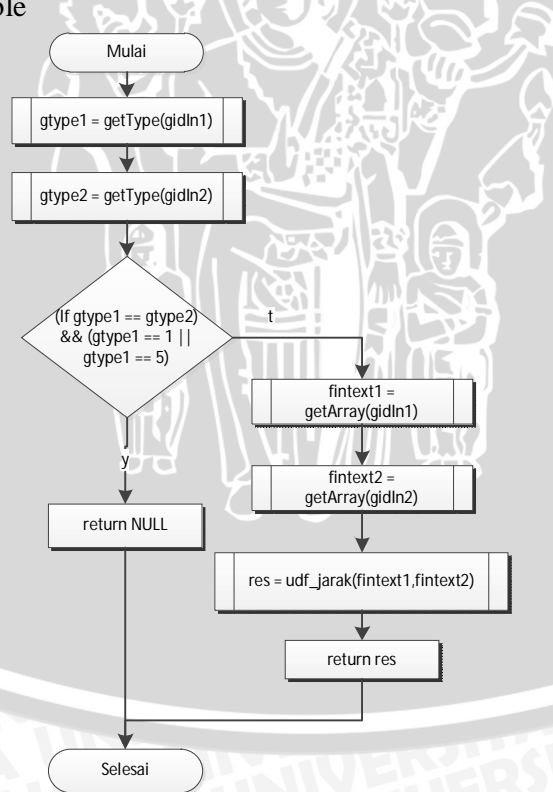 ole
Mulai
gtype1 = getType(gidIn1)
gtype2 = getType(gidIn2)
(If gtype1 == gtype2)
&& (gtype1 == 1 ||
gtype1 == 5)
t
fintext1 =
getArray(gidIn1)
y
fintext2 =
getArray(gidIn2)
return NULL
res = udf_jarak(fintext1,fintext2)
return res
Selesai